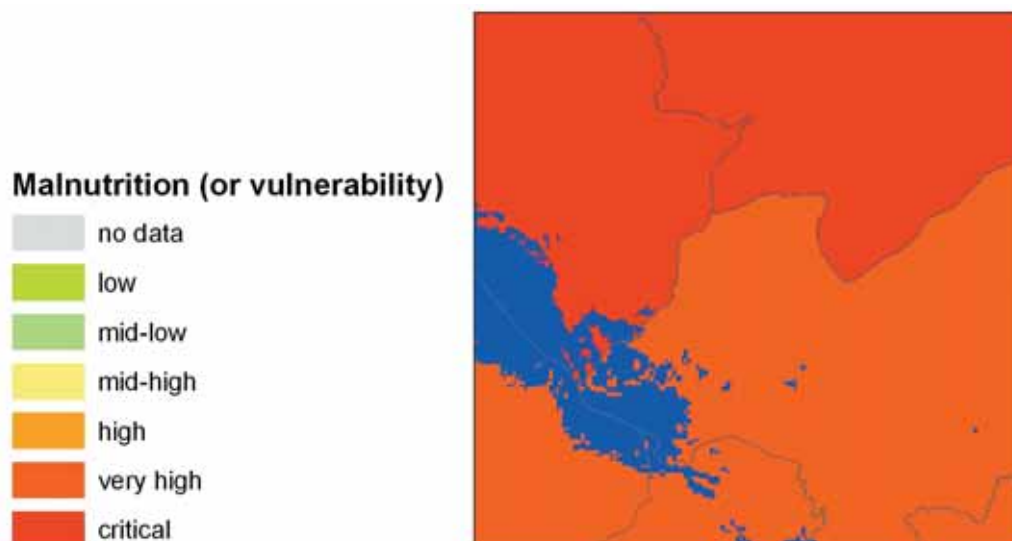 Malnutrition (or vulnerability)
no data
low
mid-low
mid-high
high
very high
critical